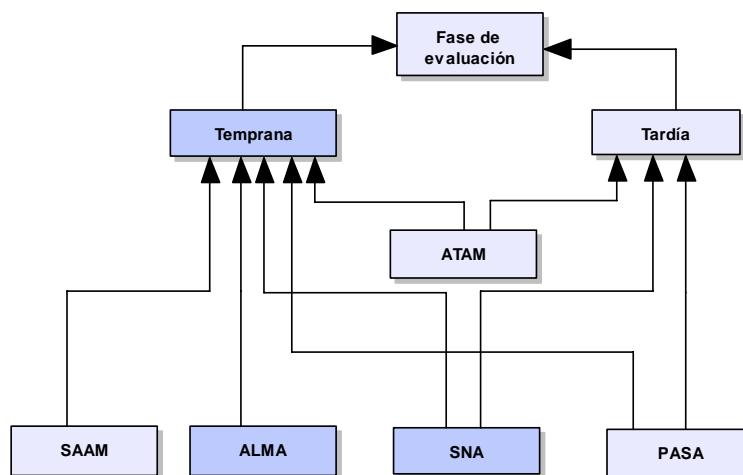 Fase de
evaluación
Temprana
Tardía
ATAM
SAAM
ALMA
SNA
PASA